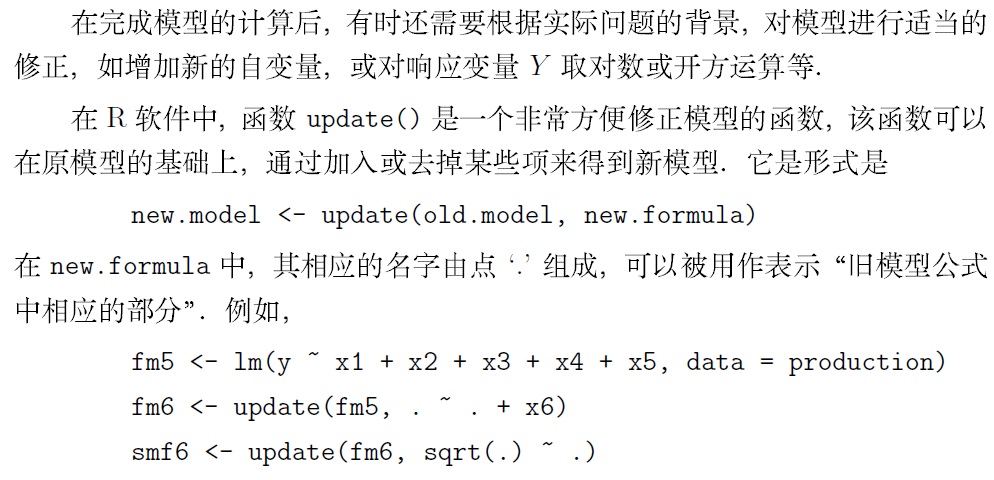 在完成模型的计算后，有时还需要根据实际问题的背景，对模型进行适当的
修正，如增加新的自变量，或对响应变量 Y 取对数或开方运算等.
在 R 软件中，函数 update() 是一个非常方便修正模型的函数，该函数可以
在原模型的基础上，通过加入或去掉某些项来得到新模型. 它是形式是
new.model <- update(old.model, new.formula)
在 new.formula 中，其相应的名字由点 ‘.’ 组成，可以被用作表示 “旧模型公式
中相应的部分”. 例如，
fm5 <- lm(y ~ x1 + x2 + x3 + x4 + x5, data = production)
fm6 <- update(fm5, . ~ . + x6)
smf6 <- update(fm6, sqrt(.) ~ .)